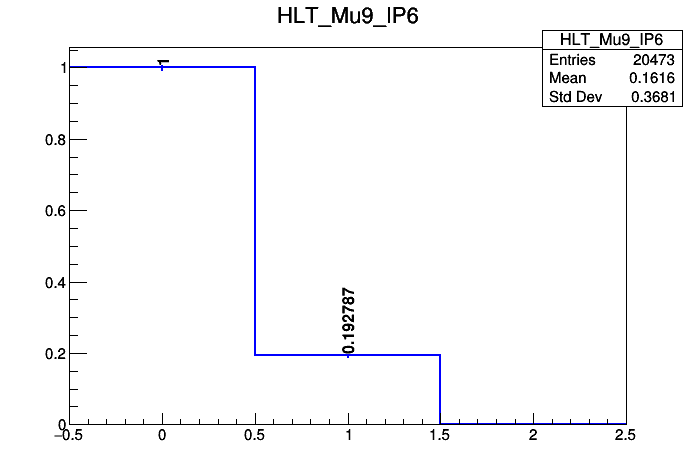 HLT_Mu9_IP6
HLT_Mu9_IP6
Entries 20473
Mean 0.1616
Std Dev 0.3681
1
0.8
0.6
0.4
0.2
0
1
0.192787
−0.5 0 0.5 1 1.5 2 2.5